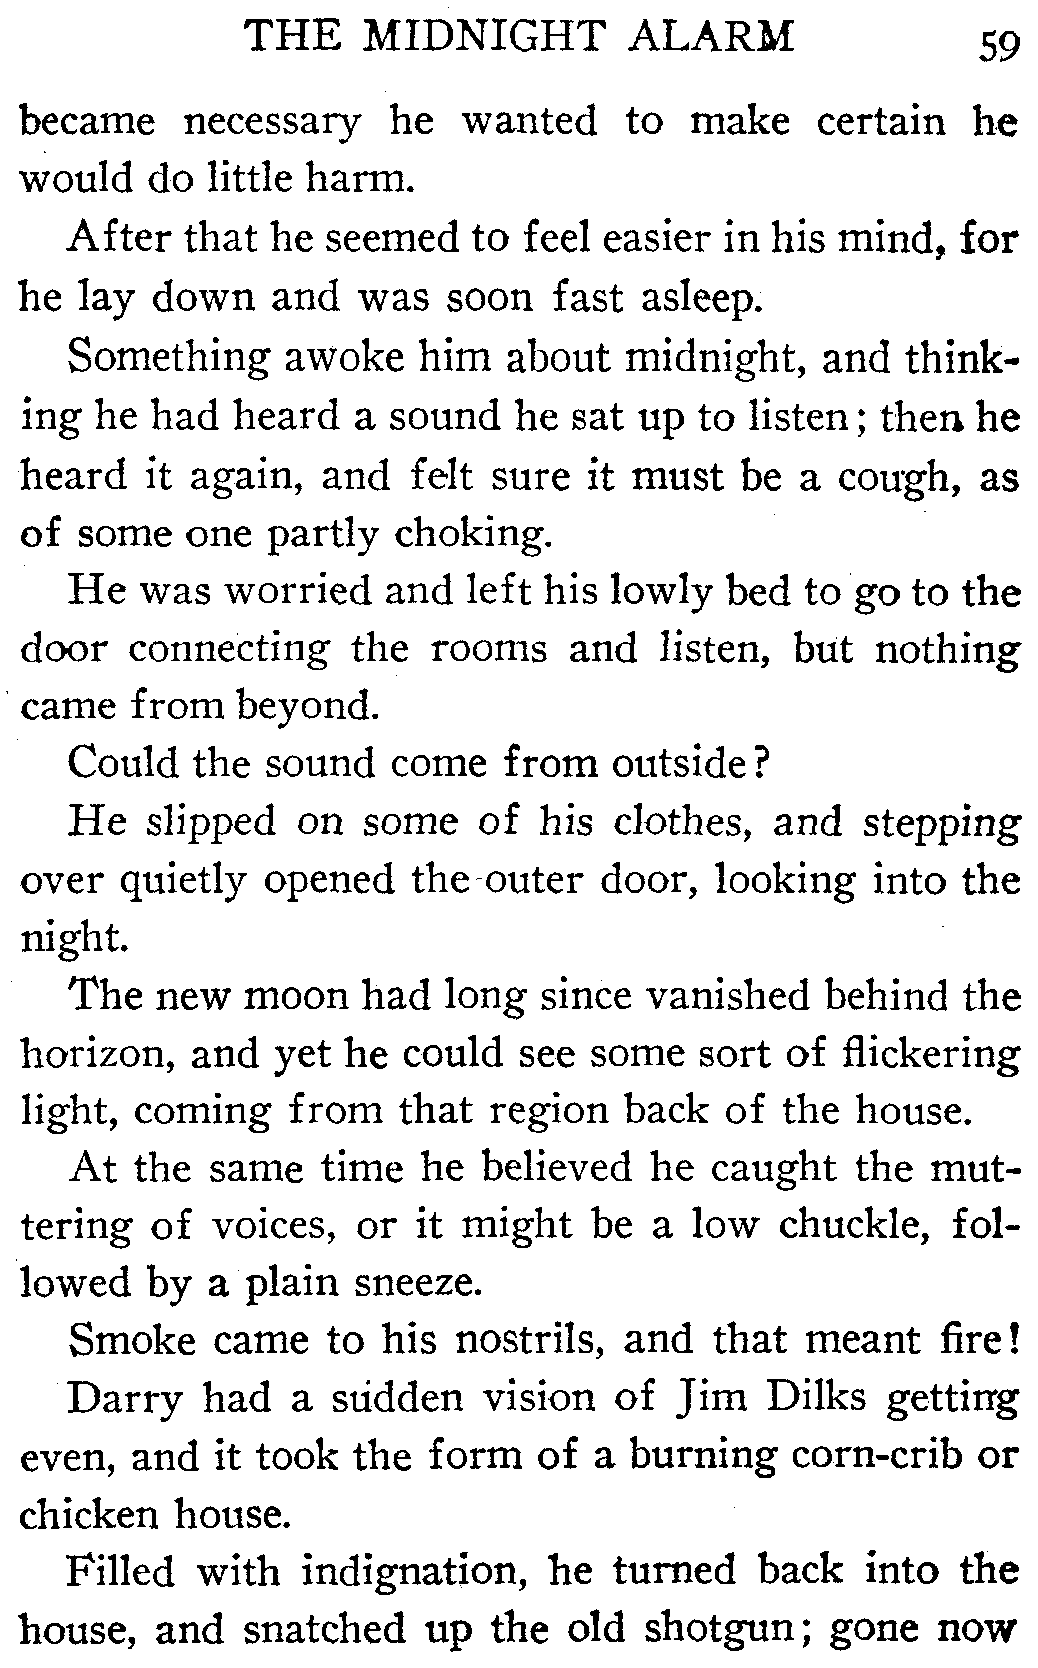 THE MIDNIGHT ALARM 59
became necessary he wanted to make certain he
would do little harm.
After that he seemed to feel easier in his mind, for
he lay down and was soon fast asleep.
Something awoke him about midnight, and think-
ing he had heard a sound he sat up to listen; then he
heard it again, and felt sure it must be a cough, as
of some one partly choking.
He was worried and left his lowly bed to go to the
door connecting the rooms and listen, but nothing
came from beyond.
Could the sound come from outside?
He slipped on some of his clothes, and stepping
over quietly opened the outer door, looking into the
night.
The new moon had long since vanished behind the
horizon, and yet he could see some sort of flickering
light, coming from that region back of the house.
At the same time he believed he caught the mut-
tering of voices, or it might be a low chuckle, fol-
lowed by a plain sneeze.
Smoke came to his nostrils, and that meant fire!
Darry had a sudden vision of Jim Dilks getting
even, and it took the form of a burning corn-crib or
chicken house.
Filled with indignation, he turned back into the
house, and snatched up the old shotgun; gone now